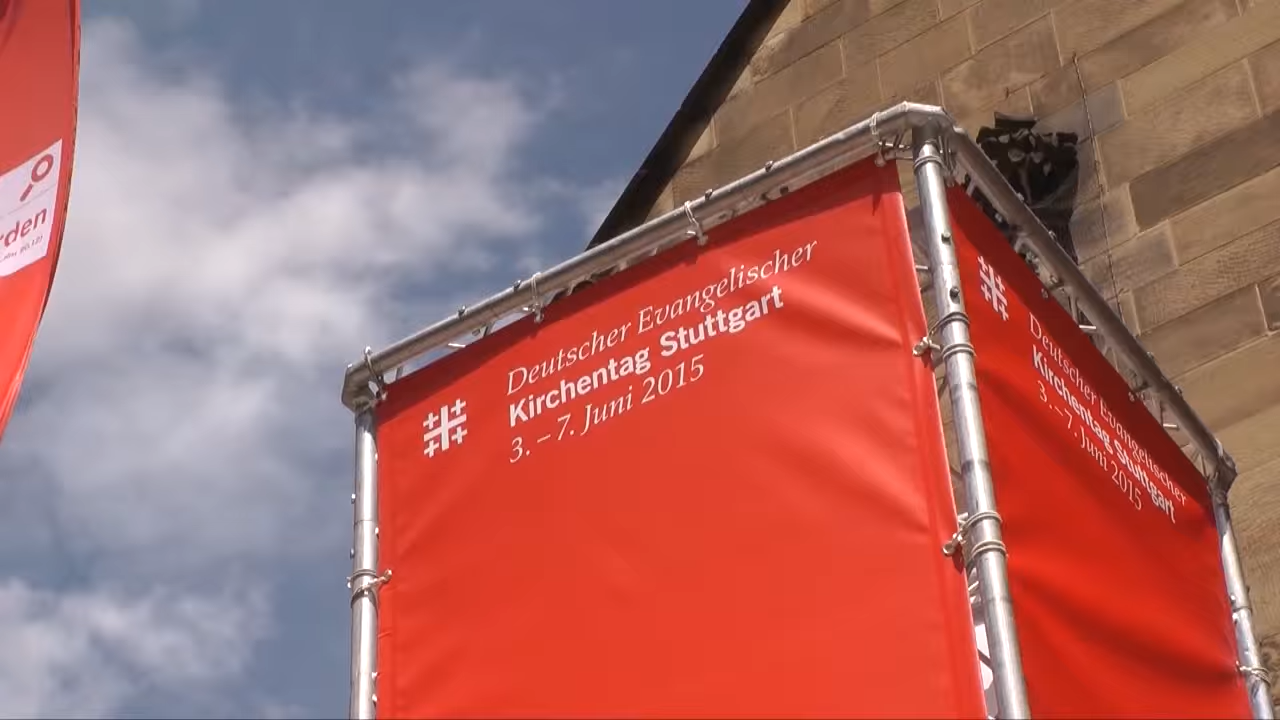 rden
Deutscher Evangelischer
Kirchentag Stuttgart
3. – 7. Juni 2015
Deutscher Evangelischer
Kirchentag Stuttgart
3. – 7. Juni 2015